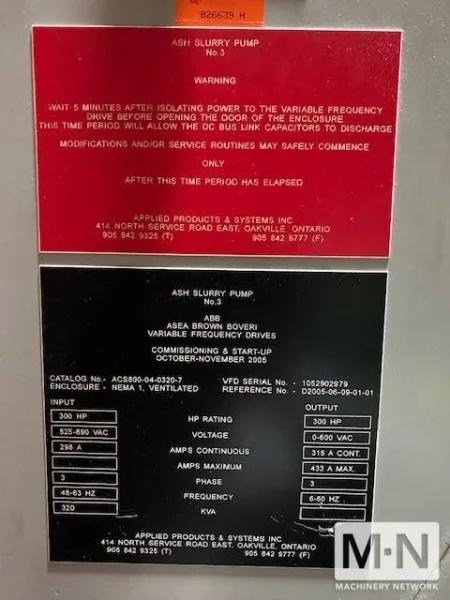 026639 H
ASH SLURRY PUMP
No.3
WARNING
WAIT 5 MINUTES AFTER ISOLATING POWER TO THE VARIABLE FREQUENCY
DRIVE BEFORE OPENING THE DOOR OF THE ENCLOSURE
THIS TIME PERIOD WILL ALLOW THE DC BUS LINK CAPACITORS TO DISCHARGE
MODIFICATIONS AND/OR SERVICE ROUTINES MAY SAFELY COMMENCE
ONLY
AFTER THIS TIME PERIOD HAS ELAPSED
APPLIED PRODUCTS & SYSTEMS INC
414 NORTH SERVICE ROAD EAST, OAKVILLE, ONTARIO
905 842 9325 (T) 905 842 9777 (F)
ASH SLURRY PUMP
No.3
ABB
ASEA BROWN BOVERI
VARIABLE FREQUENCY DRIVES
COMMISSIONING & START-UP
OCTOBER-NOVEMBER 2005
CATALOG No.- ACS800-04-0320-7 VFD SERIAL No. - 1052902979
ENCLOSURE - NEMA 1, VENTILATED REFERENCE No. - D2005-06-09-01-01
INPUT OUTPUT
300 HP HP RATING 300 HP
525-690 VAC VOLTAGE 0-600 VAC
298 A AMPS CONTINUOUS 315 A CONT.
AMPS MAXIMUM 433 A MAX.
3 PHASE 3
48-63 HZ FREQUENCY 6-60 HZ
320 KVA
APPLIED PRODUCTS & SYSTEMS INC
414 NORTH SERVICE ROAD EAST, OAKVILLE, ONTARIO
905 842 9325 (T) 905 842 9777 (F)
M·N
MACHINERY NETWORK